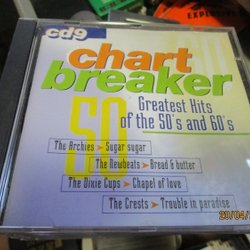 EXPLOSIVE
cd9
chart
breaker
50
Greatest Hits
of the 50's and 60's
The Archies > Sugar sugar
The Newbeats > Bread & butter
The Dixie Cups > Chapel of love
The Crests > Trouble in paradise